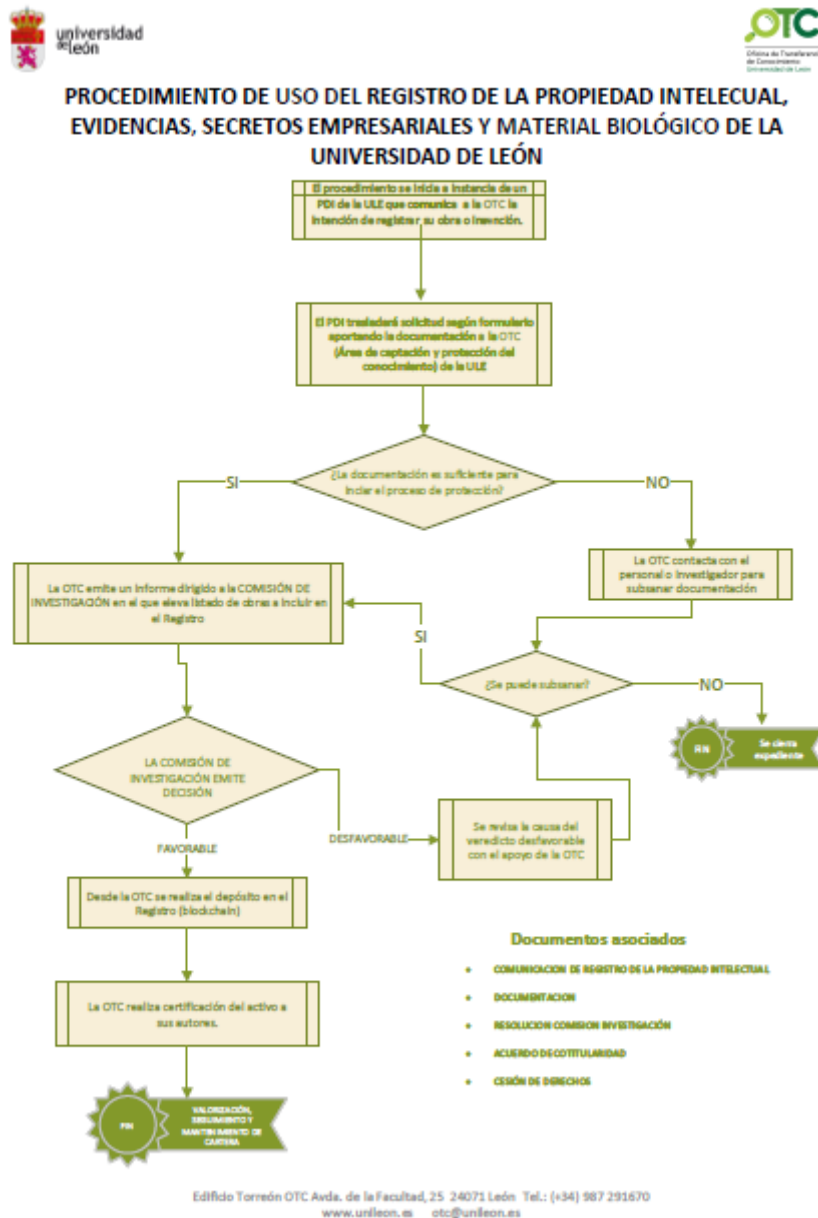 universidad
de león
OTC
Oficina de Transferencia
de Conocimiento
Universidad de León
PROCEDIMIENTO DE USO DEL REGISTRO DE LA PROPIEDAD INTELECUAL,
EVIDENCIAS, SECRETOS EMPRESARIALES Y MATERIAL BIOLÓGICO DE LA
UNIVERSIDAD DE LEÓN
El procedimiento se inicia a instancia de un
PDI de la ULE que comunica a la OTC la
intención de registrar su obra o invención.
El PDI trasladará solicitud según formulario
aportando la documentación a la OTC
(Área de captación y protección del
conocimiento) de la ULE
¿La documentación es suficiente para
inciar el proceso de protección?
SI
NO
La OTC contacta con el
personal o investigador para
subsanar documentación
La OTC emite un informe dirigido a la COMISIÓN DE
INVESTIGACIÓN en el que eleva listado de obras a incluir en
el Registro
SI
¿Se puede subsanar?
NO
FIN
Se cierra
expediente
LA COMISIÓN DE
INVESTIGACIÓN EMITE
DECISIÓN
DESFAVORABLE
FAVORABLE
Se revisa la causa del
veredicto desfavorable
con el apoyo de la OTC
Desde la OTC se realiza el depósito en el
Registro (blockchain)
La OTC realiza certificación del activo a
sus autores.
FIN
VALORIZACIÓN,
SEGUIMIENTO Y
MANTENIMIENTO DE
CARTERA
Documentos asociados
• COMUNICACION DE REGISTRO DE LA PROPIEDAD INTELECTUAL
• DOCUMENTACION
• RESOLUCION COMISION INVESTIGACIÓN
• ACUERDO DE COTITULARIDAD
• CESIÓN DE DERECHOS
Edificio Torreón OTC Avda. de la Facultad, 25 24071 León Tel.: (+34) 987 291670
www.unileon.es otc@unileon.es